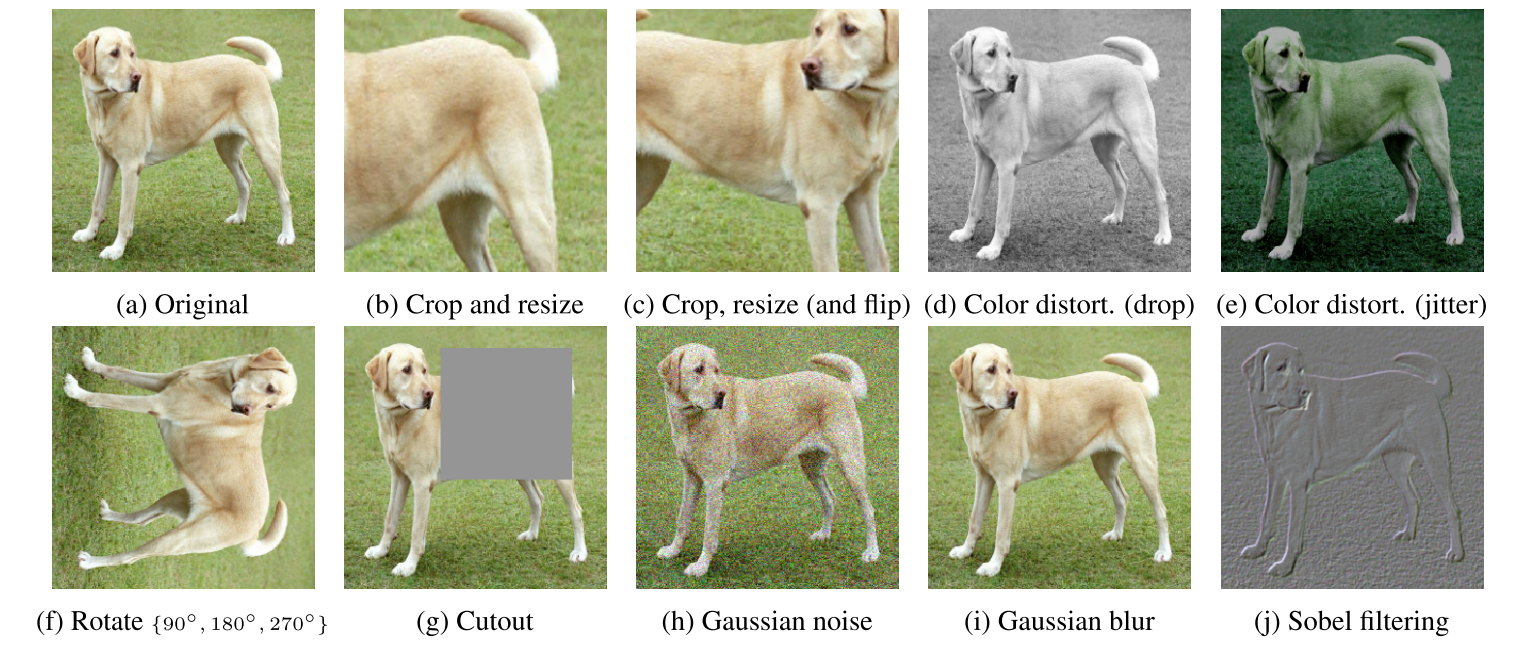 (a) Original
(b) Crop and resize
(c) Crop, resize (and flip)
(d) Color distort. (drop)
(e) Color distort. (jitter)
(f) Rotate {90°, 180°, 270°}
(g) Cutout
(h) Gaussian noise
(i) Gaussian blur
(j) Sobel filtering